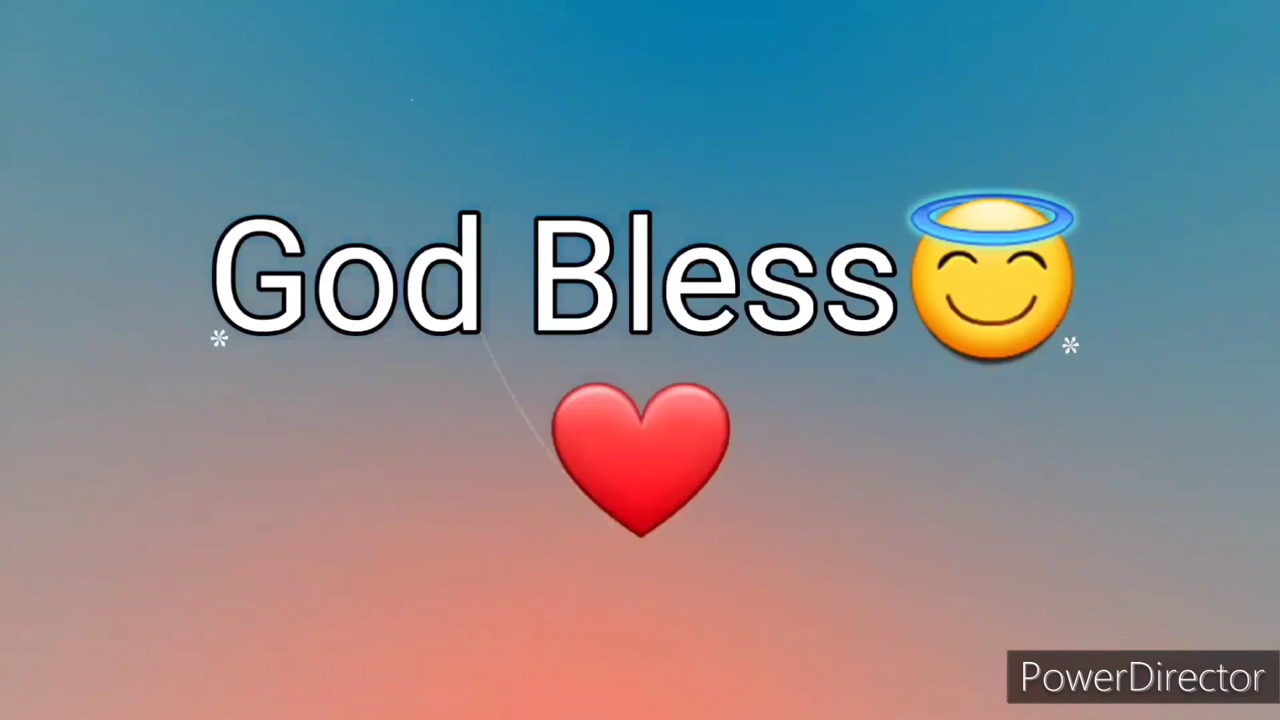 God Bless😇
* *
❤️
PowerDirector